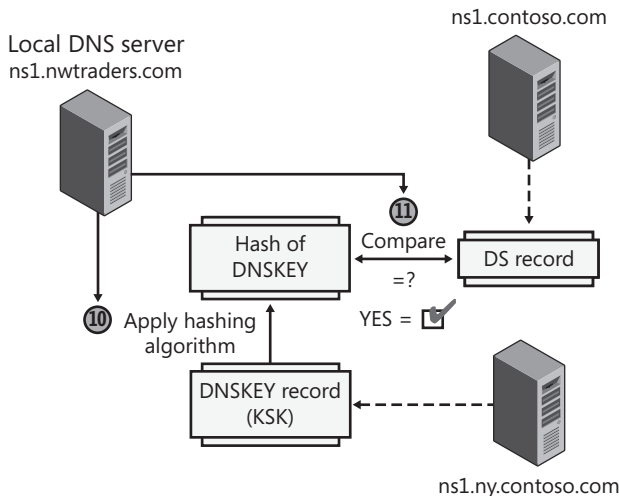 ns1.contoso.com
Local DNS server
ns1.nwtraders.com
11
Hash of
DNSKEY
Compare
=?
DS record
YES =
10
Apply hashing
algorithm
DNSKEY record
(KSK)
ns1.ny.contoso.com